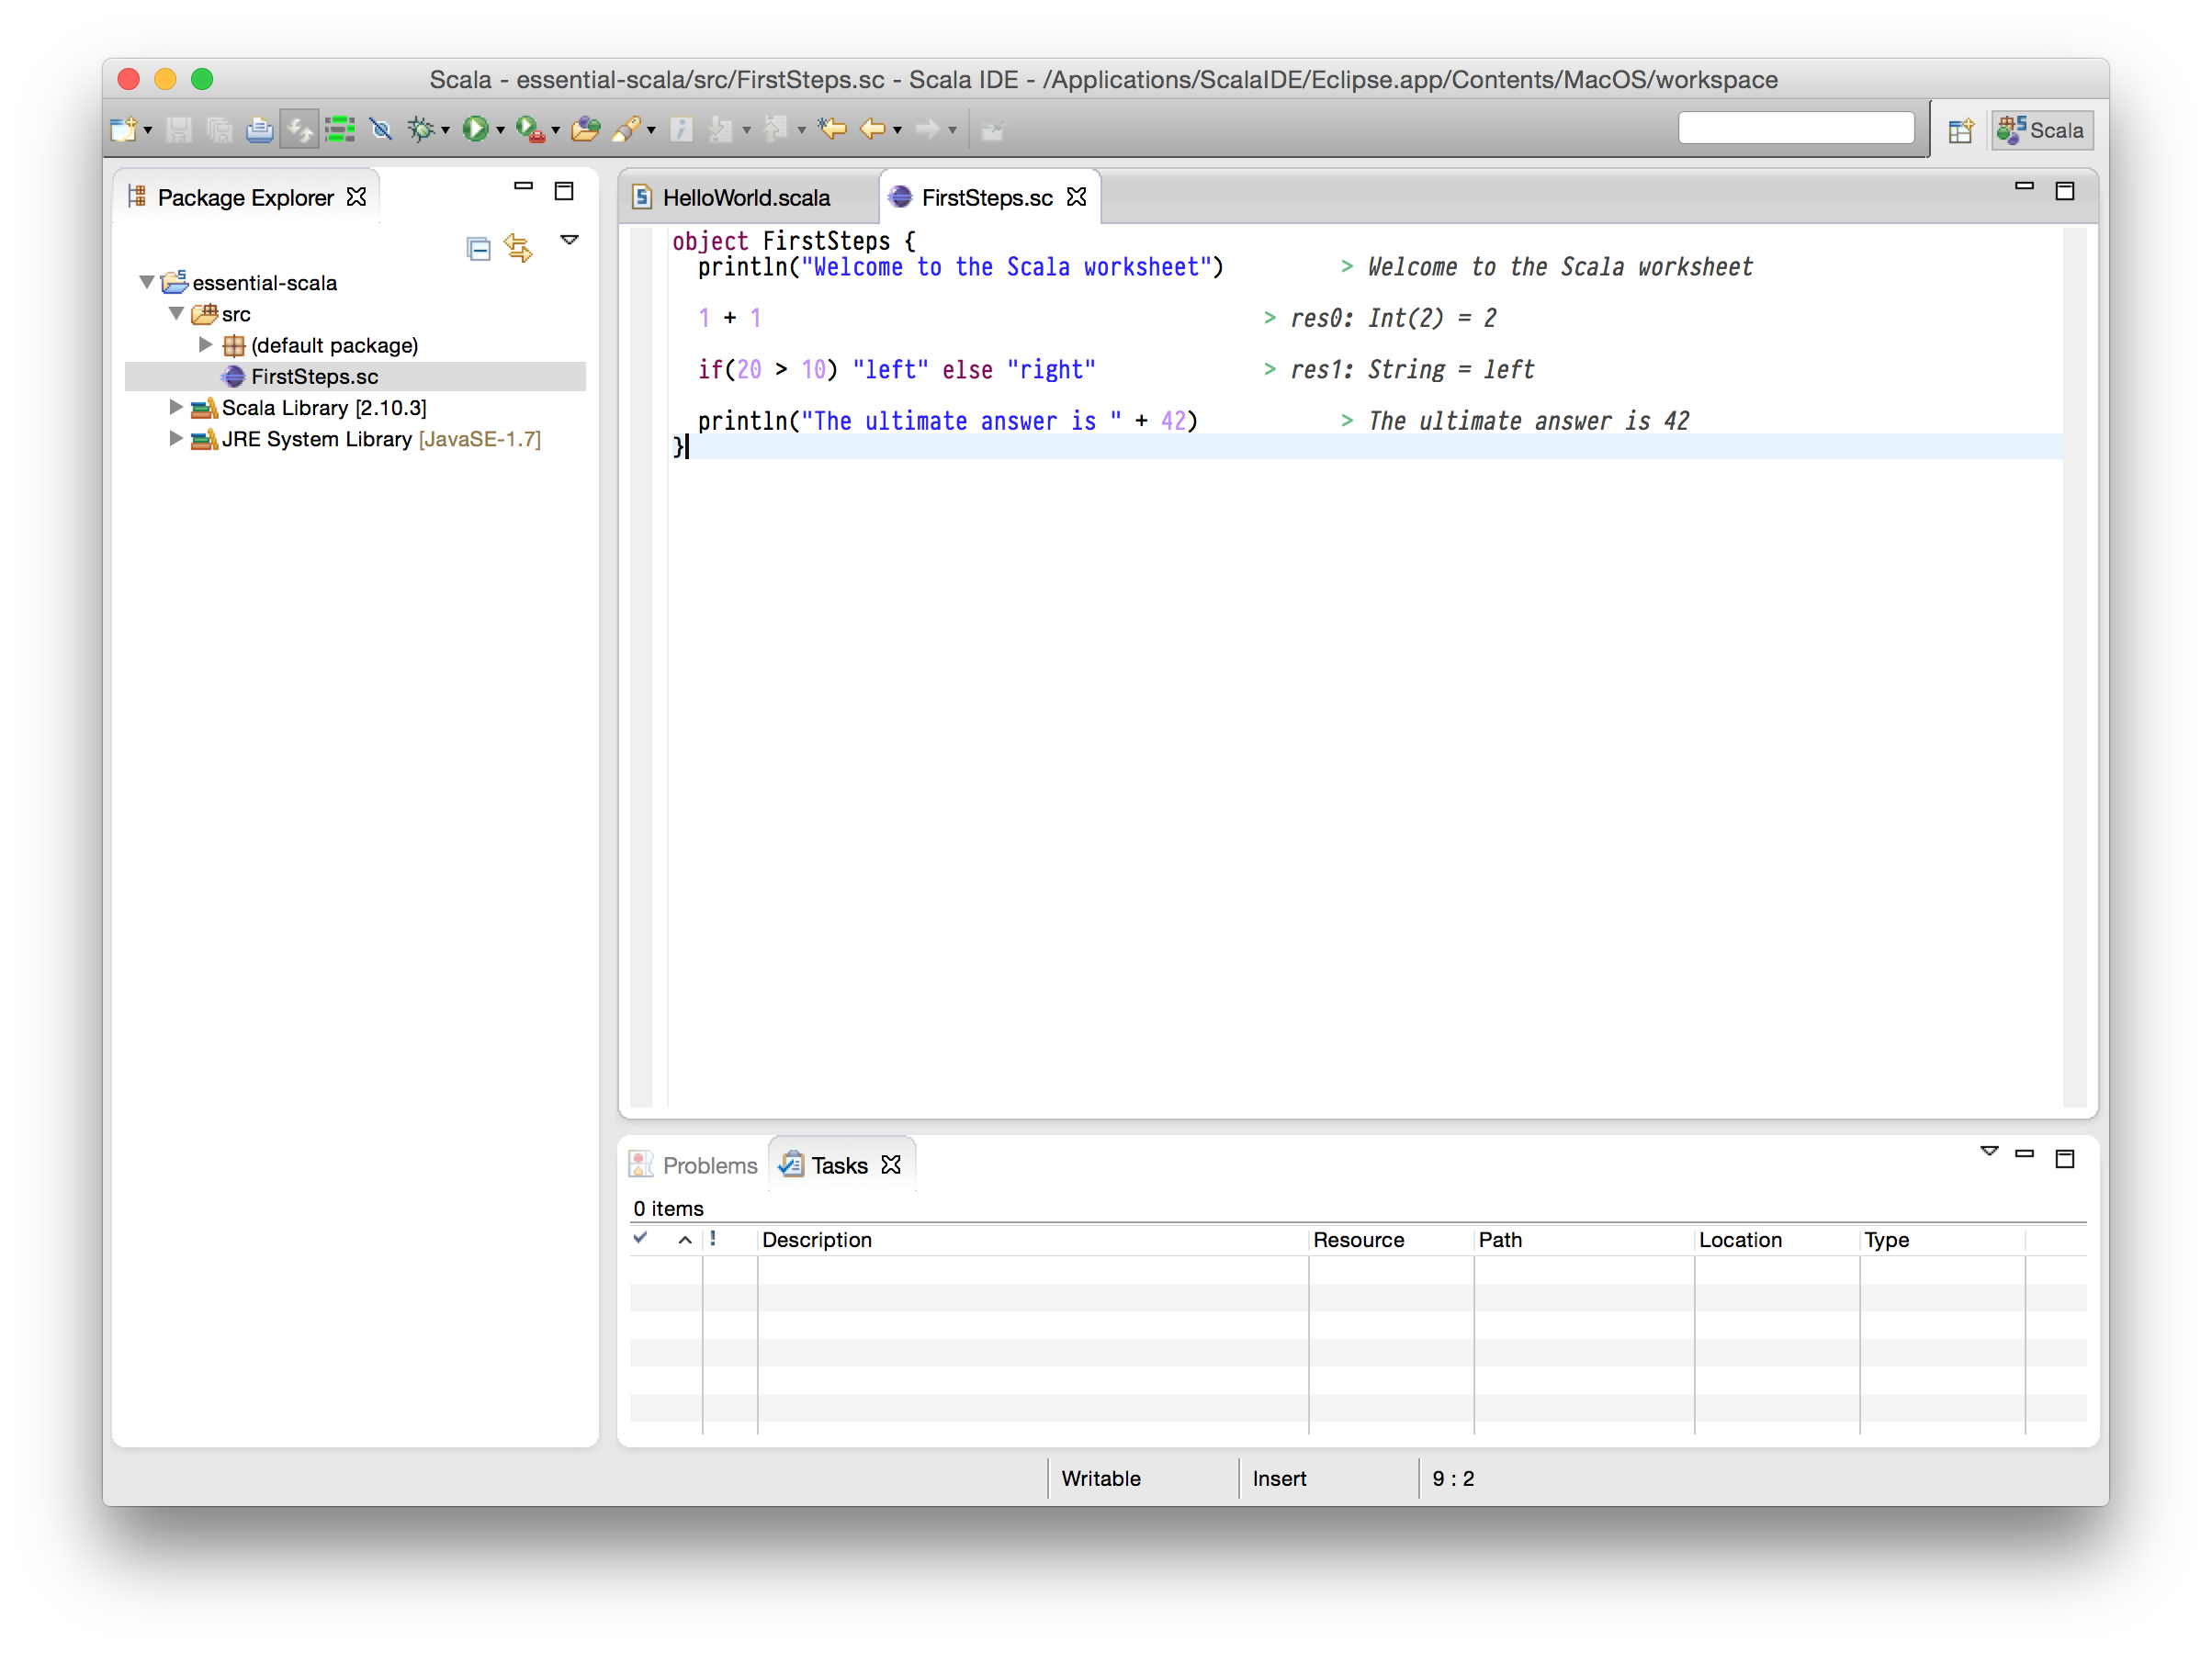 Scala - essential-scala/src/FirstSteps.sc - Scala IDE - /Applications/ScalaIDE/Eclipse.app/Contents/MacOS/workspace
Scala
Package Explorer
essential-scala
src
(default package)
FirstSteps.sc
Scala Library [2.10.3]
JRE System Library [JavaSE-1.7]
HelloWorld.scala FirstSteps.sc
object FirstSteps {
  println("Welcome to the Scala worksheet") > Welcome to the Scala worksheet
  1 + 1 > res0: Int(2) = 2
  if(20 > 10) "left" else "right" > res1: String = left
  println("The ultimate answer is " + 42) > The ultimate answer is 42
}
Problems Tasks
0 items
! Description Resource Path Location Type
Writable Insert 9 : 2